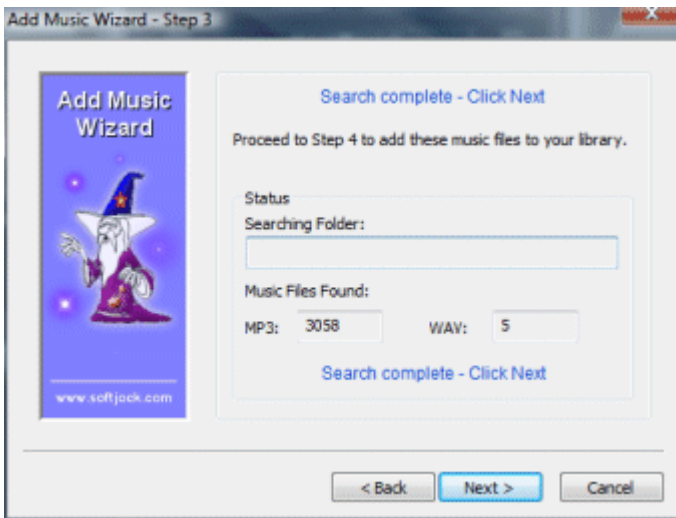 Add Music Wizard - Step 3
Add Music
Wizard
www.softjock.com
Search complete - Click Next
Proceed to Step 4 to add these music files to your library.
Status
Searching Folder:
Music Files Found:
MP3: 3058 WAV: 5
Search complete - Click Next
< Back Next > Cancel